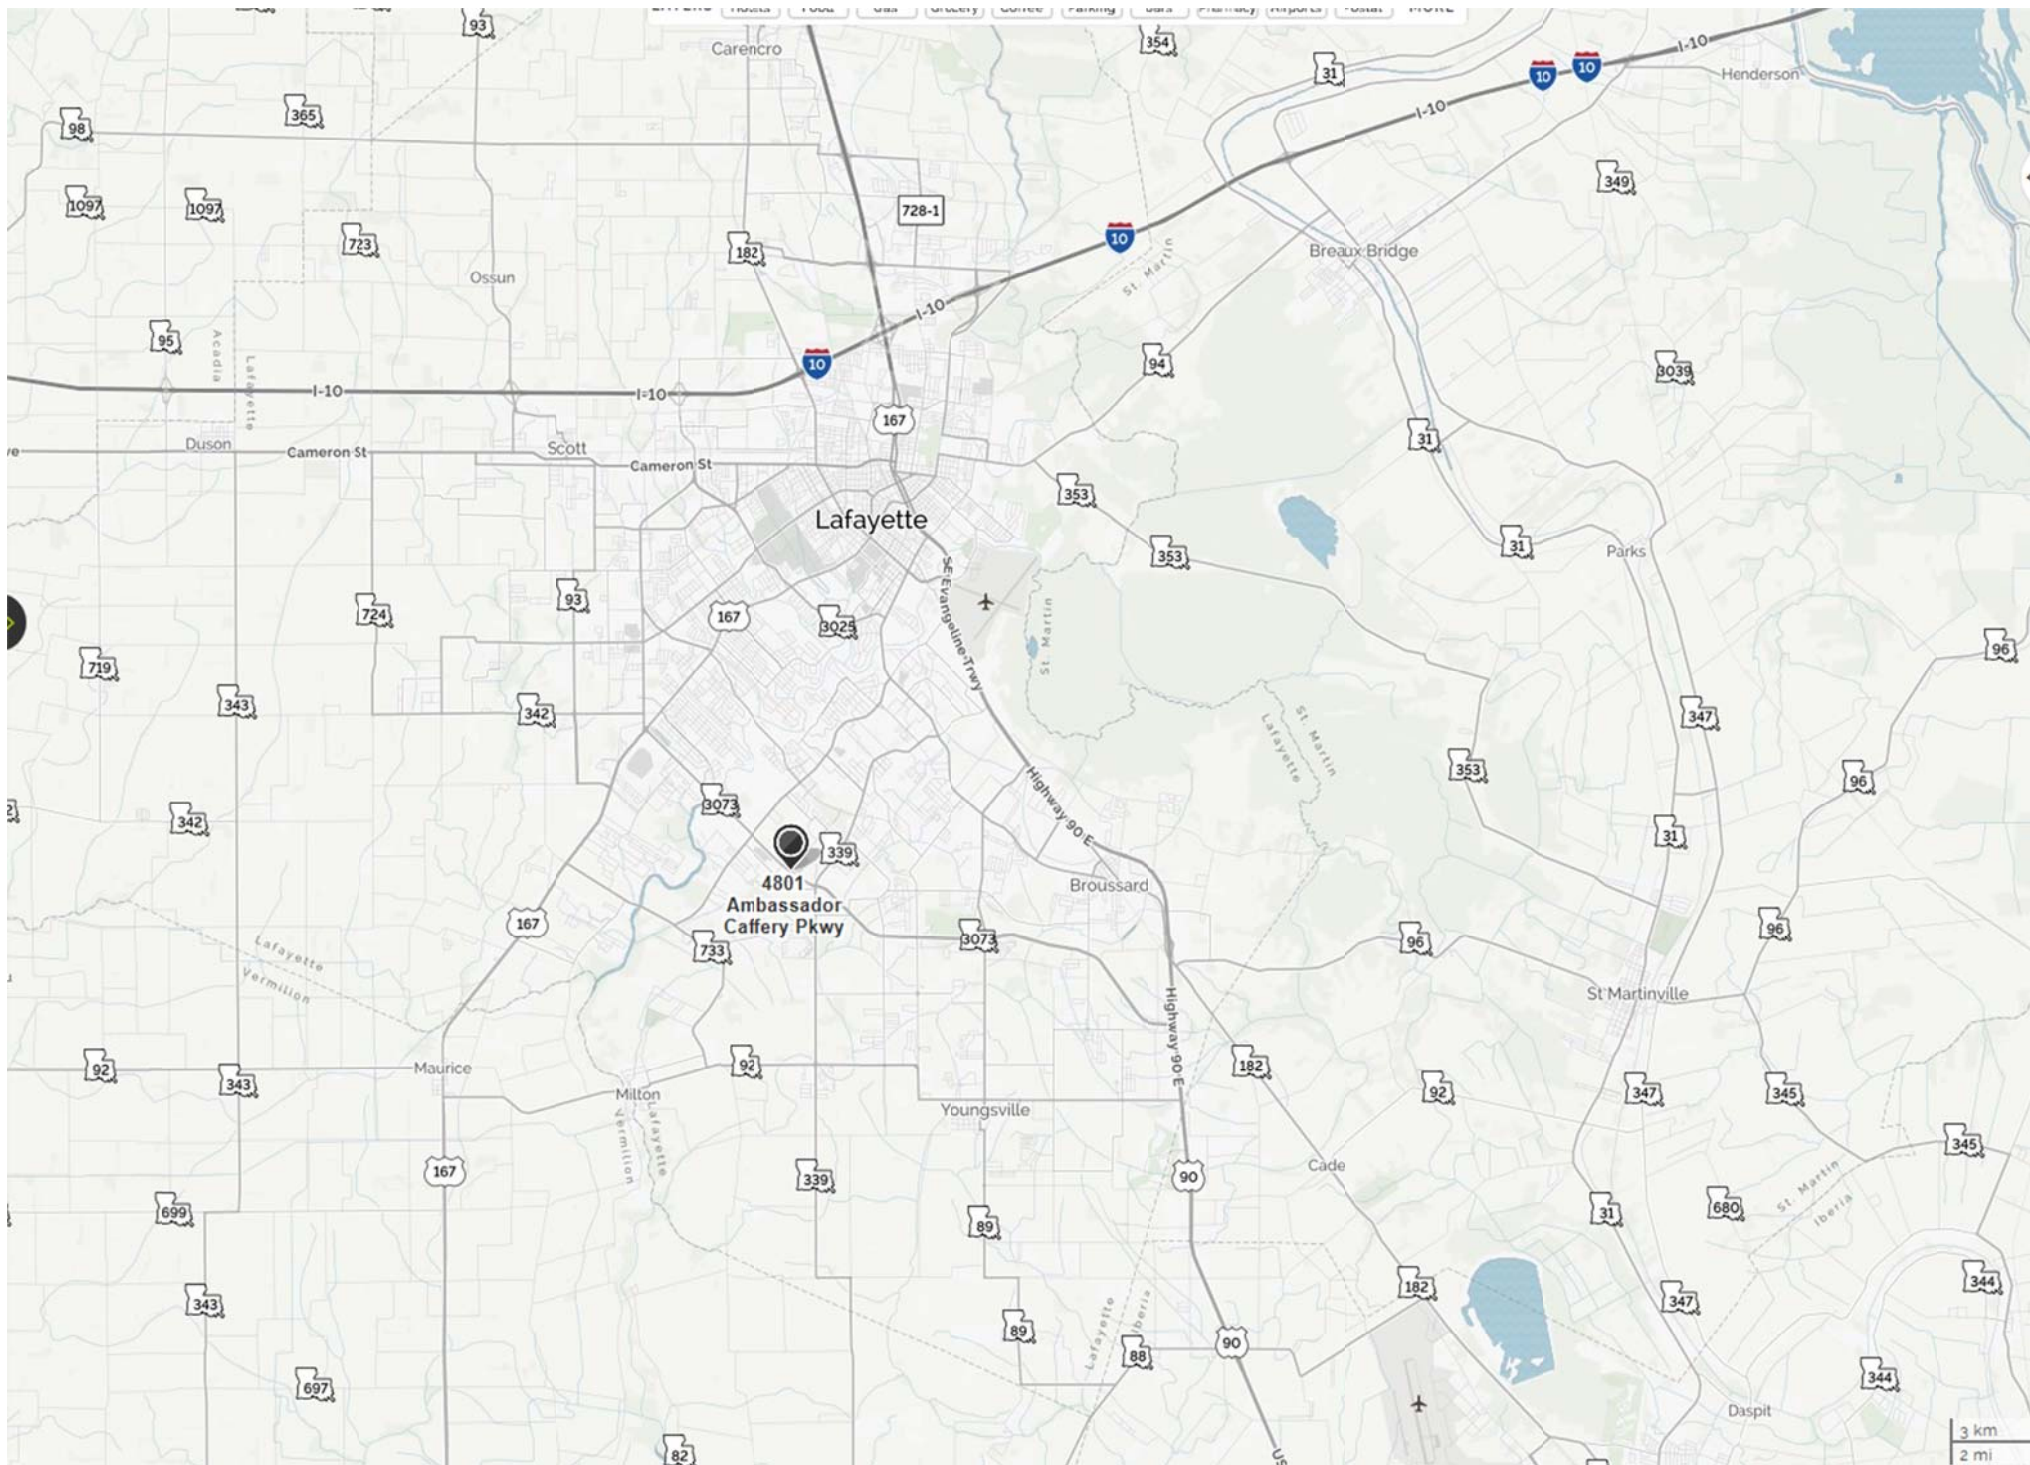 LAYERS Hotels Food Gas Grocery Coffee Parking Bars Pharmacy Airports Postal MORE
93
Carencro
354
31
I-10
10
10
Henderson
98
365
I-10
1097
1097
728-1
349
723
182
10
St. Martin
Breaux Bridge
Ossun
I-10
95
Acadia
Lafayette
10
94
3039
I-10
I-10
167
31
Duson
Cameron St
Scott
Cameron St
353
Lafayette
353
31
Parks
SE Evangeline Trwy
724
93
167
3025
St. Martin
96
719
343
342
347
St. Martin
Lafayette
353
96
3073
Highway 90 E
342
339
31
4801
Ambassador
Caffery Pkwy
Broussard
167
733
3073
96
96
Lafayette
Vermilion
St Martinville
Highway 90 E
92
343
Maurice
92
182
Milton
92
347
345
Youngsville
Vermilion
Lafayette
345
167
339
90
Cade
St. Martin
Iberia
699
89
31
680
343
182
347
344
89
Lafayette
Iberia
88
90
697
344
Daspit
82
US
3 km
2 mi